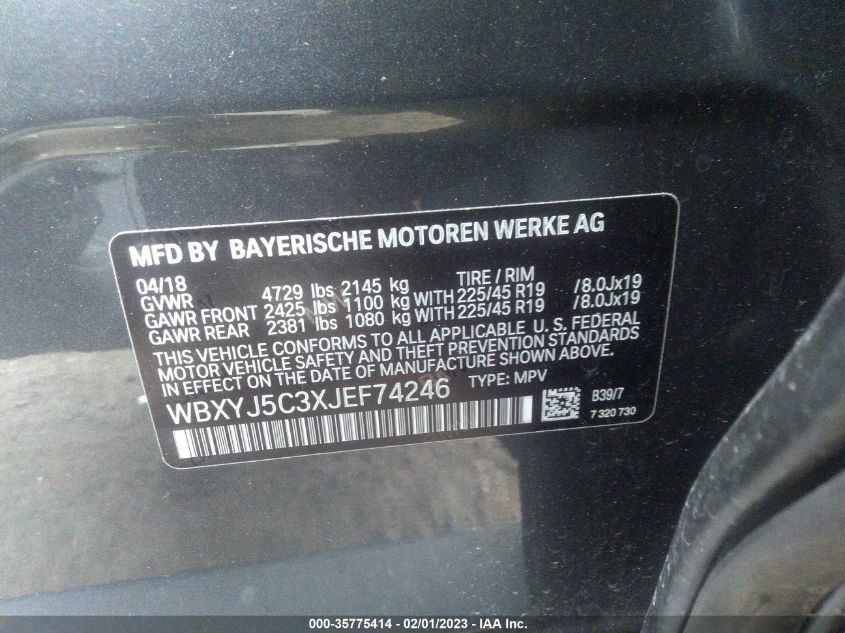 MFD BY BAYERISCHE MOTOREN WERKE AG
04/18 TIRE / RIM
GVWR 4729 lbs 2145 kg
GAWR FRONT 2425 lbs 1100 kg WITH 225/45 R19 /8.0Jx19
GAWR REAR 2381 lbs 1080 kg WITH 225/45 R19 /8.0Jx19
THIS VEHICLE CONFORMS TO ALL APPLICABLE U. S. FEDERAL
MOTOR VEHICLE SAFETY AND THEFT PREVENTION STANDARDS
IN EFFECT ON THE DATE OF MANUFACTURE SHOWN ABOVE.
WBXYJ5C3XJEF74246 TYPE: MPV
B39/7
7 320 730
000-35775414 - 02/01/2023 - © IAA Inc.